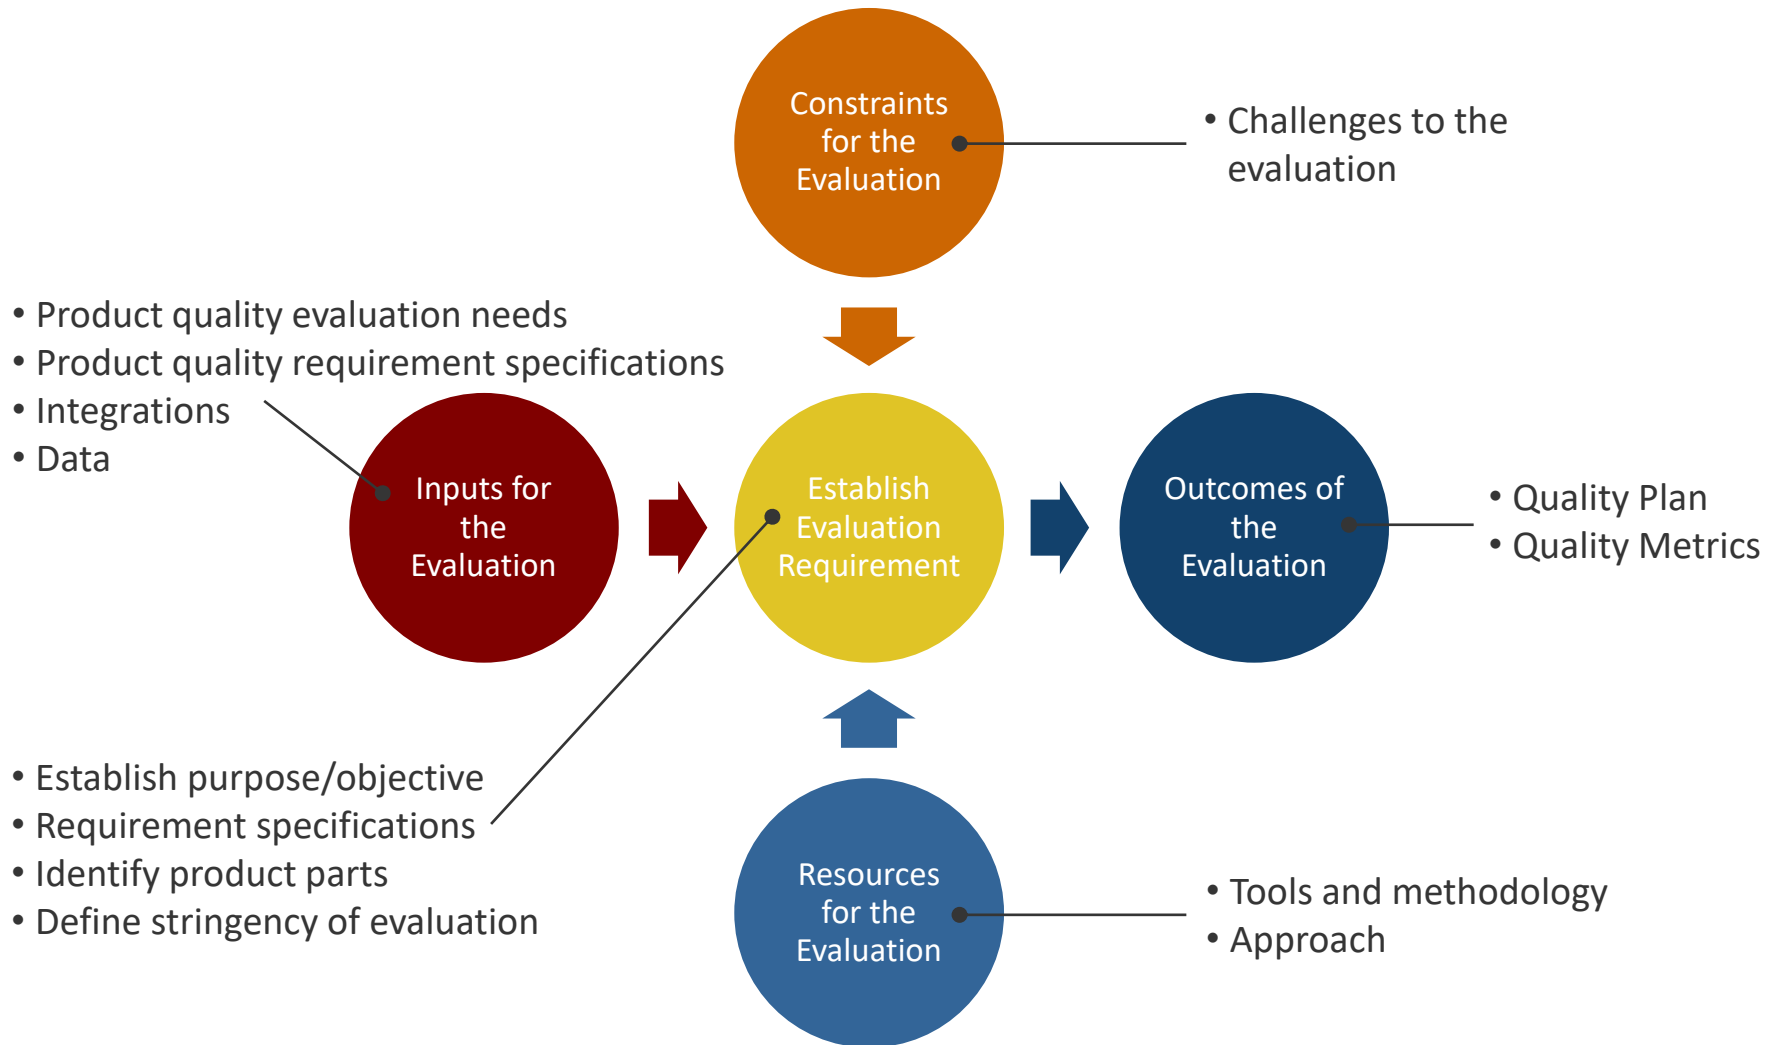 Constraints
for the
Evaluation
• Challenges to the
evaluation
• Product quality evaluation needs
• Product quality requirement specifications
• Integrations
• Data
Inputs for
the
Evaluation
Establish
Evaluation
Requirement
Outcomes of
the
Evaluation
• Quality Plan
• Quality Metrics
• Establish purpose/objective
• Requirement specifications
• Identify product parts
• Define stringency of evaluation
Resources
for the
Evaluation
• Tools and methodology
• Approach